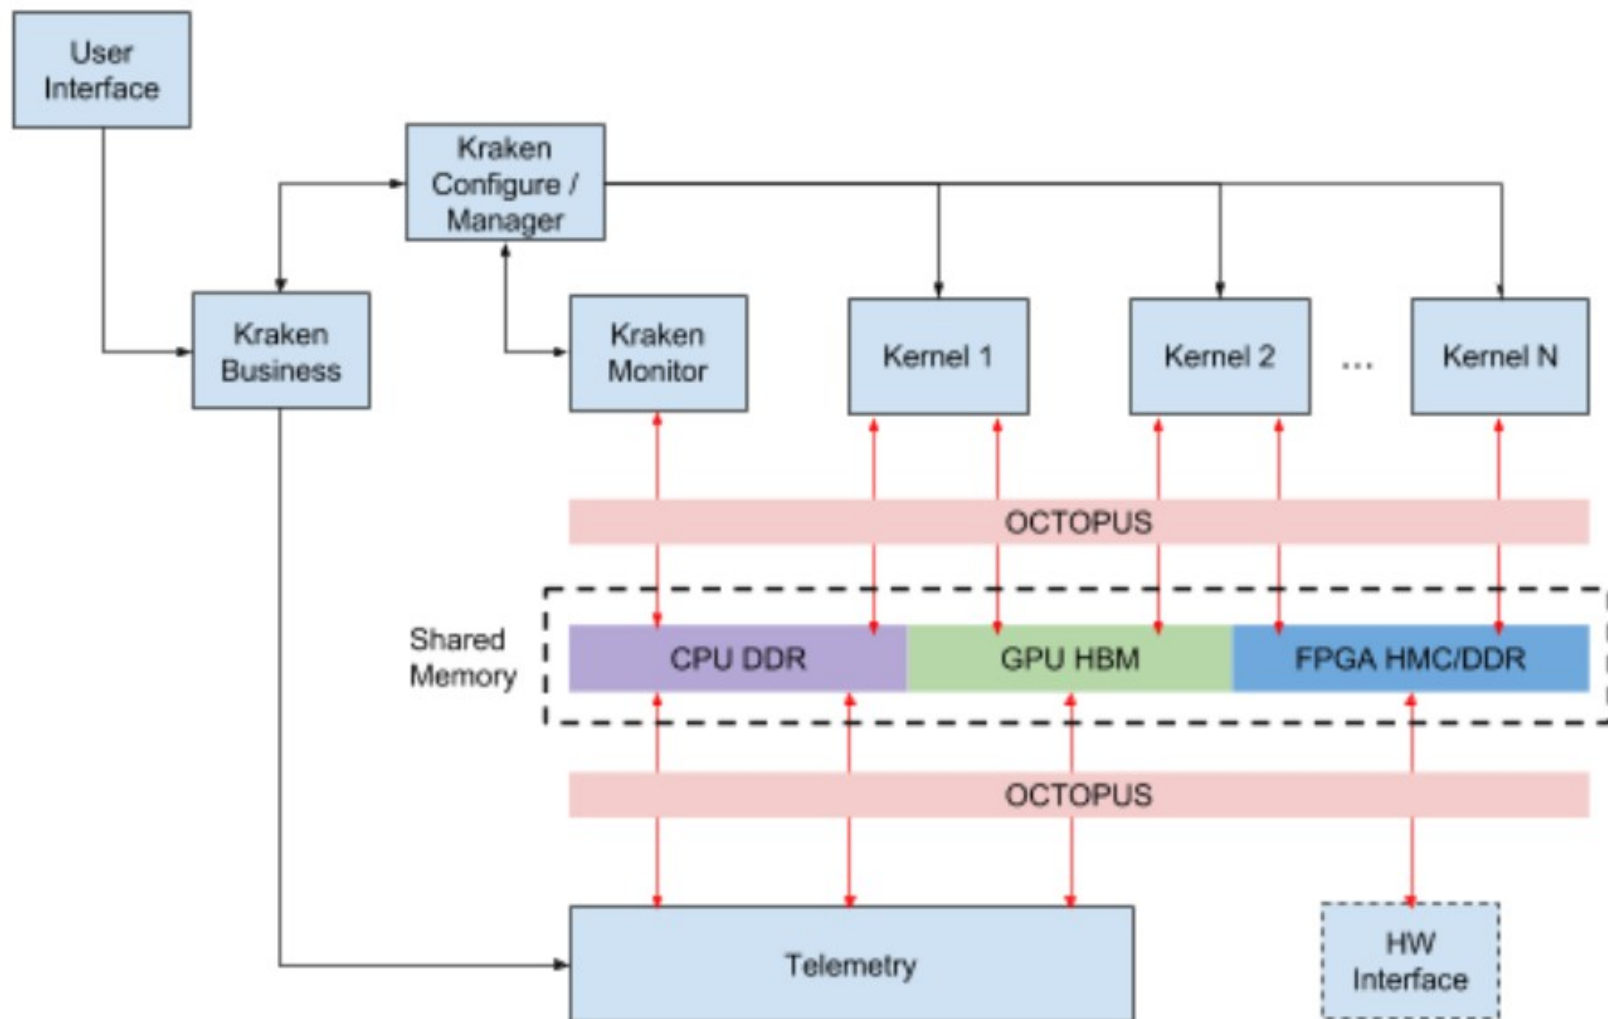 User
Interface
Kraken
Configure /
Manager
Kraken
Business
Kraken
Monitor
Kernel 1
Kernel 2
...
Kernel N
OCTOPUS
Shared
Memory
CPU DDR
GPU HBM
FPGA HMC/DDR
OCTOPUS
Telemetry
HW
Interface